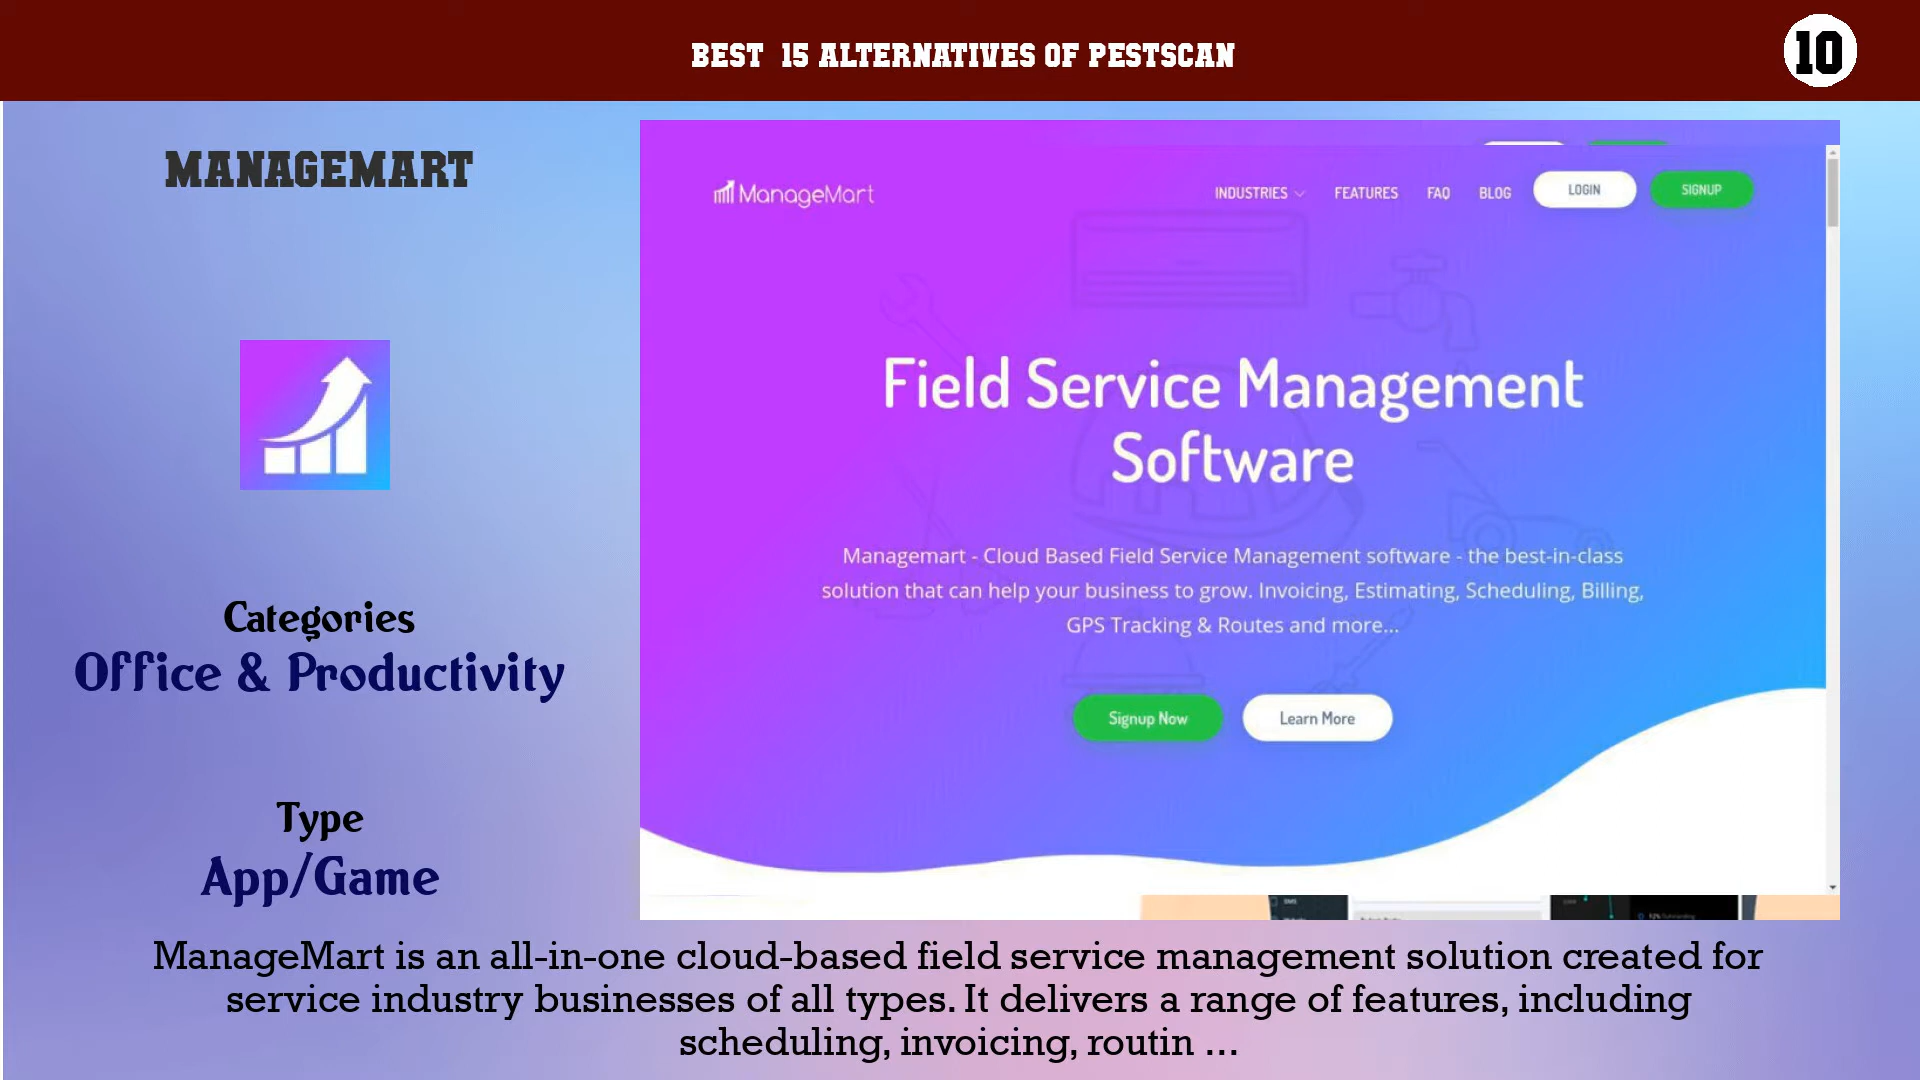 BEST 15 ALTERNATIVES OF PESTSCAN
10
MANAGEMART
ManageMart
INDUSTRIES
FEATURES
FAQ
BLOG
LOGIN
SIGNUP
Field Service Management
Software
Managemart - Cloud Based Field Service Management software - the best-in-class
solution that can help your business to grow. Invoicing, Estimating, Scheduling, Billing,
GPS Tracking & Routes and more...
Signup Now
Learn More
Categories
Office & Productivity
Type
App/Game
SMS
ManageMart is an all-in-one cloud-based field service management solution created for
service industry businesses of all types. It delivers a range of features, including
scheduling, invoicing, routin ...